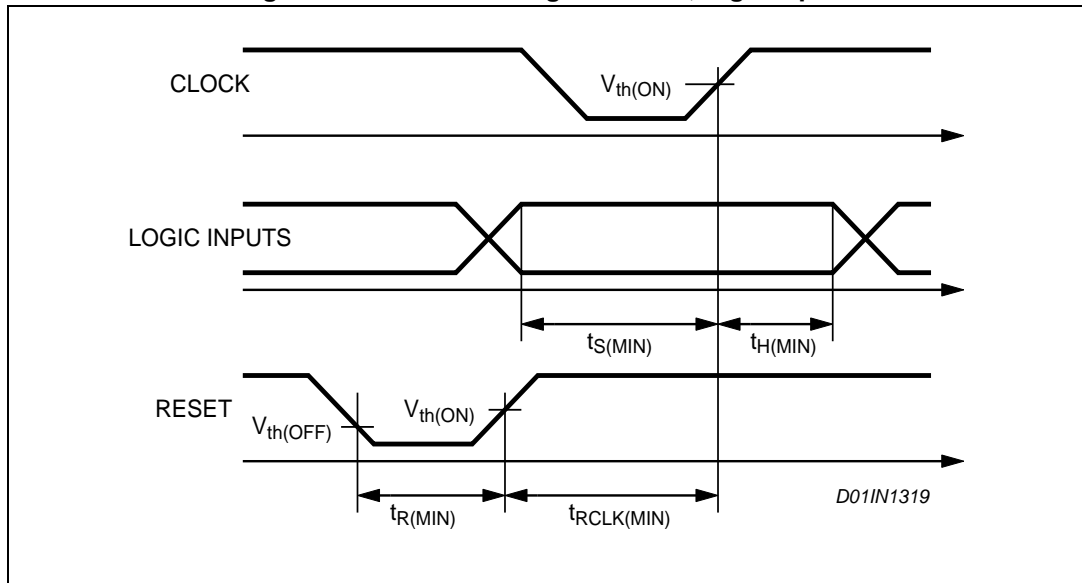 CLOCK
Vth(ON)
LOGIC INPUTS
tS(MIN)
tH(MIN)
RESET
Vth(OFF)
Vth(ON)
D01IN1319
tR(MIN)
tRCLK(MIN)